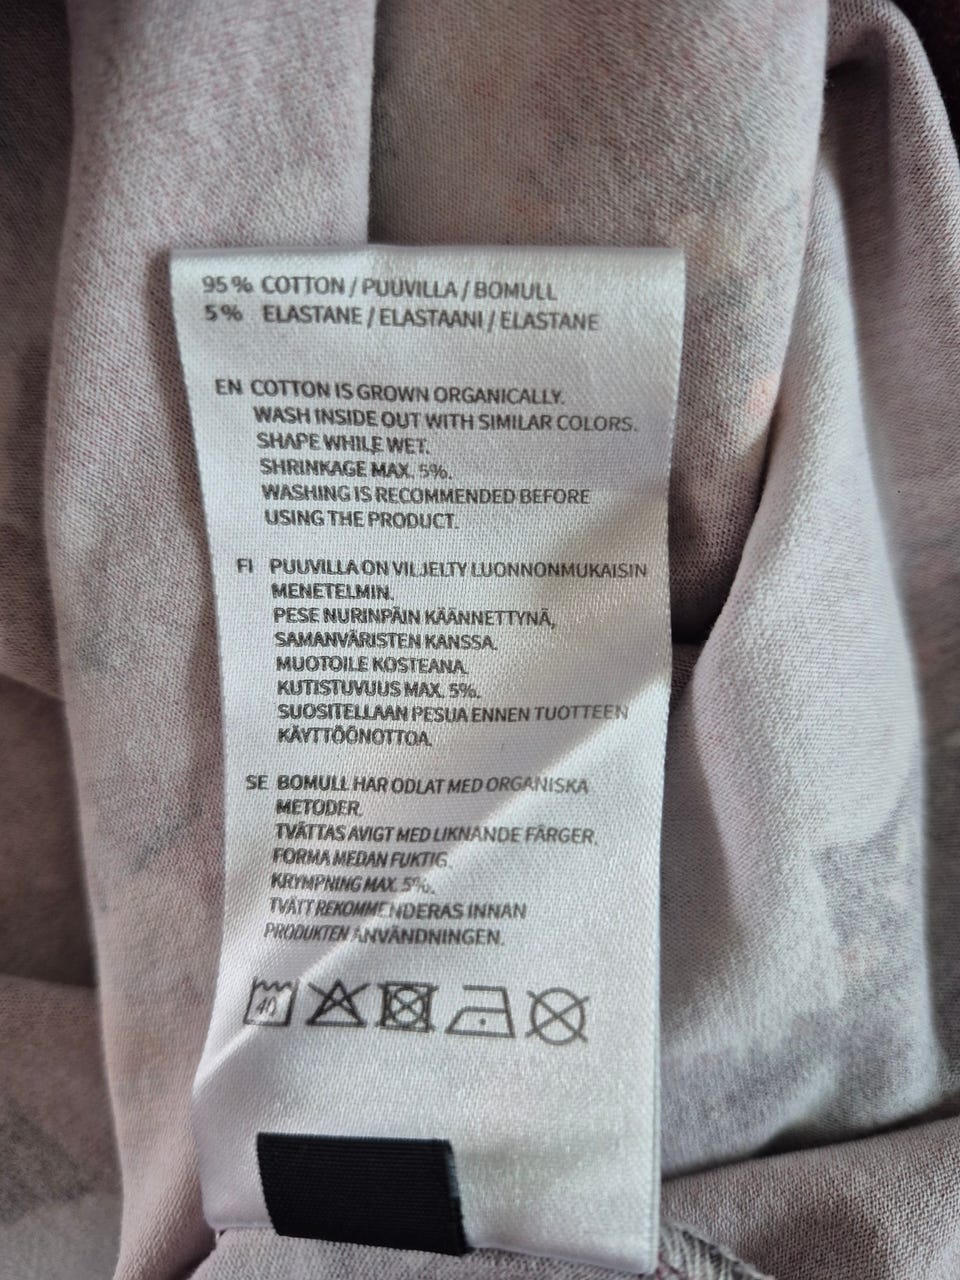 95 % COTTON / PUUVILLA / BOMULL
5 % ELASTANE / ELASTAANI / ELASTANE
EN COTTON IS GROWN ORGANICALLY.
WASH INSIDE OUT WITH SIMILAR COLORS.
SHAPE WHILE WET.
SHRINKAGE MAX. 5%.
WASHING IS RECOMMENDED BEFORE
USING THE PRODUCT.
FI PUUVILLA ON VILJELTY LUONNONMUKAISIN
MENETELMIN.
PESE NURINPÄIN KÄÄNNETTYNÄ,
SAMANVÄRISTEN KANSSA.
MUOTOILE KOSTEANA.
KUTISTUVUUS MAX. 5%.
SUOSITELLAAN PESUA ENNEN TUOTTEEN
KÄYTTÖÖNOTTOA.
SE BOMULL HAR ODLAT MED ORGANISKA
METODER.
TVÄTTAS AVIGT MED LIKNANDE FÄRGER.
FORMA MEDAN FUKTIG.
KRYMPNING MAX. 5%.
TVÄTT REKOMMENDERAS INNAN
PRODUKTEN ANVÄNDNINGEN.
40